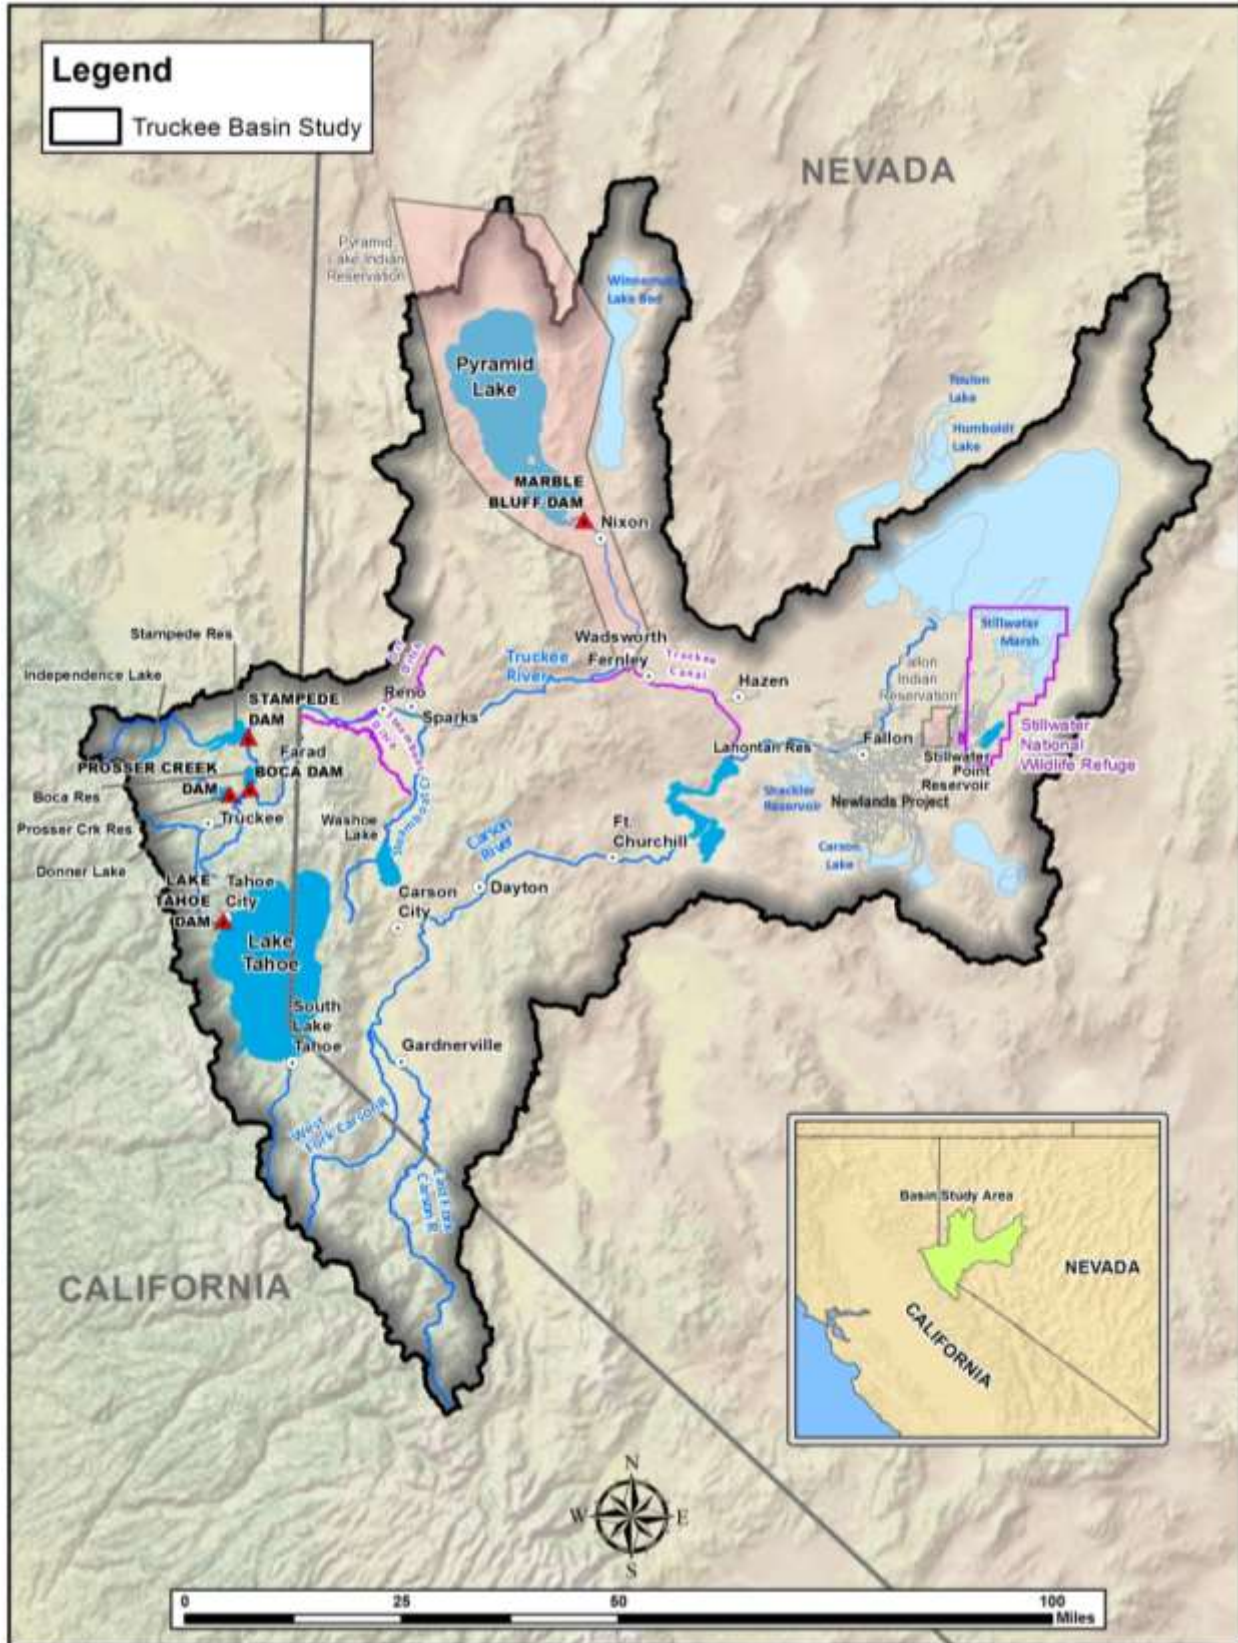 Legend
Truckee Basin Study
NEVADA
Pyramid
Lake Indian
Reservation
Lake Bed
Pyramid
Lake
Toulon
Lake
Humboldt
Lake
MARBLE
BLUFF DAM
Nixon
Stampede Res
Independence Lake
Wadsworth
Fernley
Truckee
River
Truckee
Canal
Hazen
Stillwater
Marsh
Indian
Reservation
STAMPEDE
DAM
Reno
Sparks
Farad
PROSSER CREEK
DAM
BOCA DAM
Boca Res
Truckee
Prosser Crk Res
Donner Lake
Washoe
Lake
Lahontan Res
Fallon
Stillwater
Point
Reservoir
Stillwater
National
Wildlife Refuge
Newlands Project
Reservoir
Ft.
Churchill
Carson
River
Carson
Lake
LAKE
TAHOE
DAM
Tahoe
City
Carson
City
Dayton
Lake
Tahoe
South
Lake
Tahoe
Gardnerville
West
Fork Carson R
Carson R
CALIFORNIA
Basin Study Area
NEVADA
CALIFORNIA
N
W
E
S
0
25
50
100
Miles